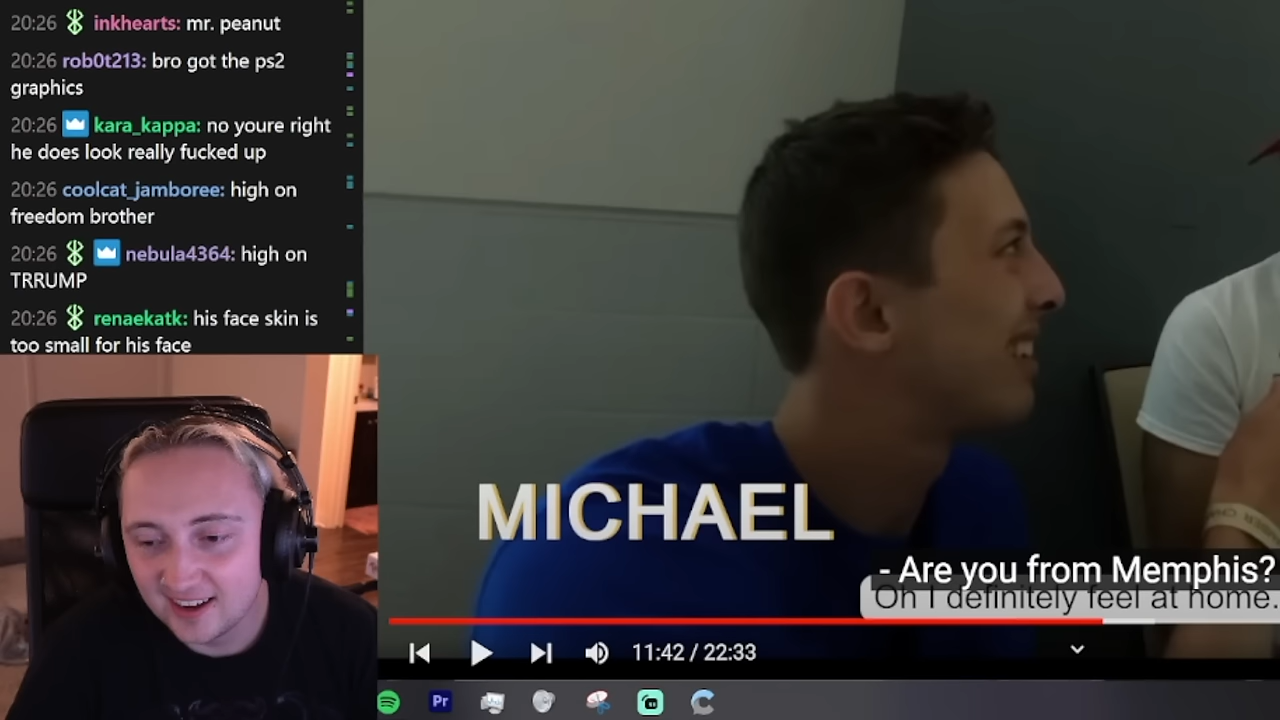 20:26 inkhearts: mr. peanut
20:26 rob0t213: bro got the ps2
graphics
20:26 kara_kappa: no youre right
he does look really fucked up
20:26 coolcat_jamboree: high on
freedom brother
20:26 nebula4364: high on
TRRUMP
20:26 renaekatk: his face skin is
too small for his face
MICHAEL
- Are you from Memphis?
Oh I definitely feel at home.
11:42 / 22:33
Pr